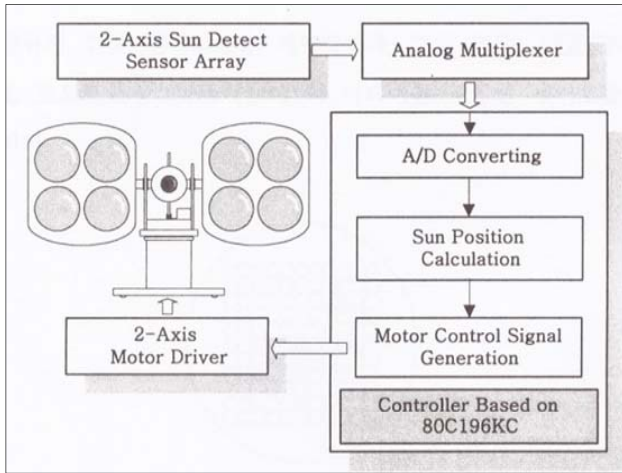 2-Axis Sun Detect
Sensor Array
Analog Multiplexer
A/D Converting
Sun Position
Calculation
Motor Control Signal
Generation
2-Axis
Motor Driver
Controller Based on
80C196KC